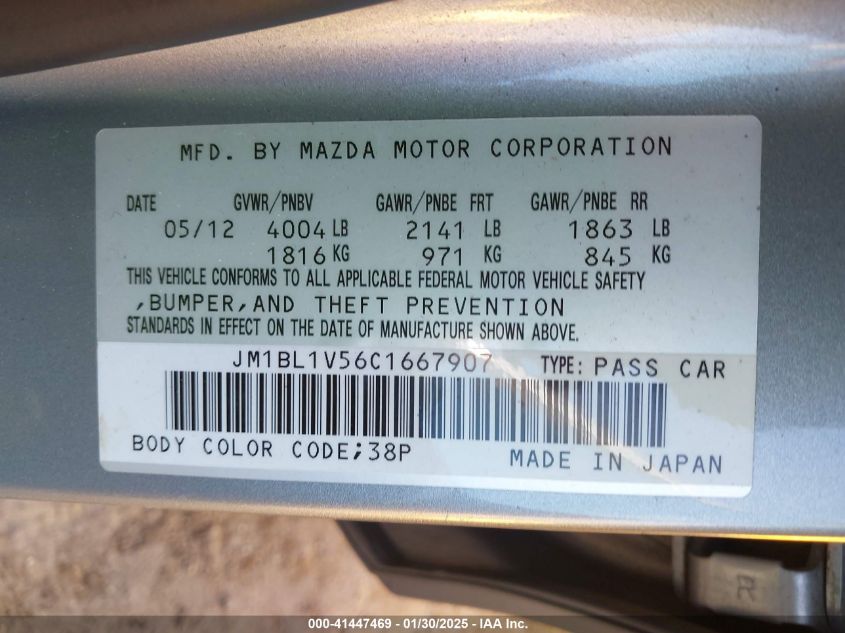 MFD. BY MAZDA MOTOR CORPORATION
DATE GVWR/PNBV GAWR/PNBE FRT GAWR/PNBE RR
05/12 4004 LB 2141 LB 1863 LB
1816 KG 971 KG 845 KG
THIS VEHICLE CONFORMS TO ALL APPLICABLE FEDERAL MOTOR VEHICLE SAFETY
,BUMPER,AND THEFT PREVENTION
STANDARDS IN EFFECT ON THE DATE OF MANUFACTURE SHOWN ABOVE.
JM1BL1V56C1667907 TYPE: PASS CAR
BODY COLOR CODE;38P
MADE IN JAPAN
R
000-41447469 - 01/30/2025 - IAA Inc.